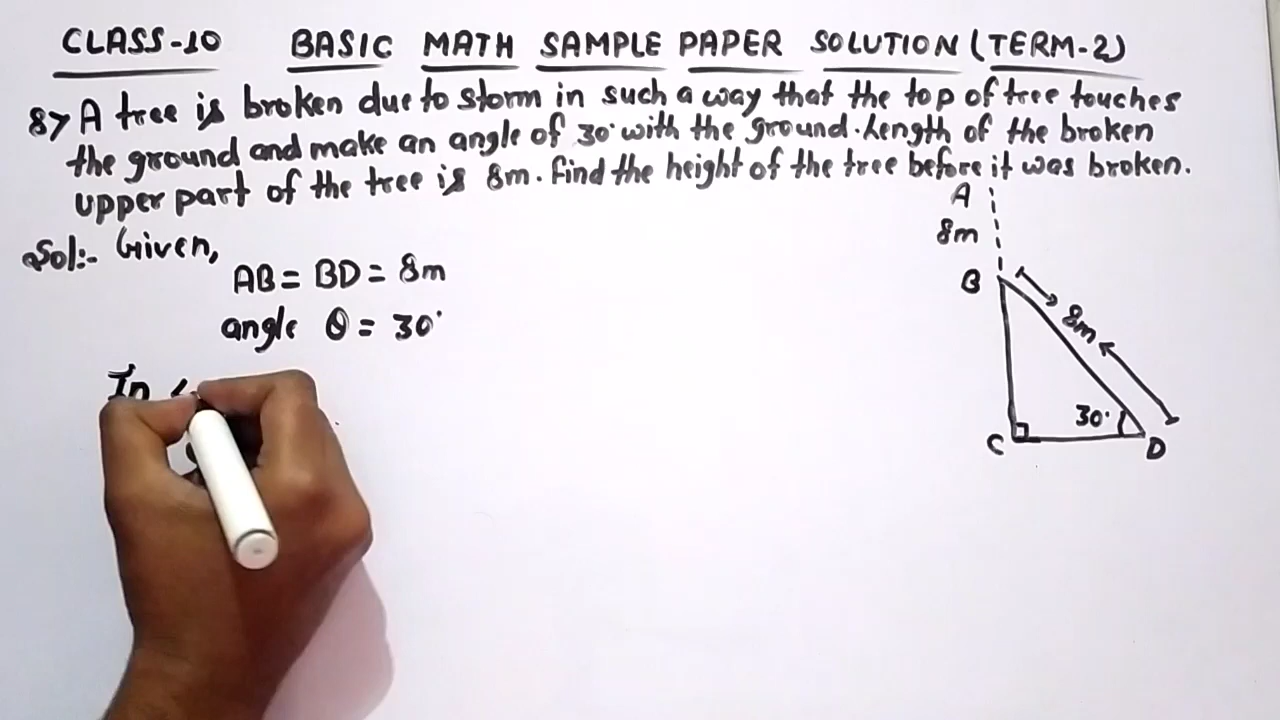 CLASS-10 BASIC MATH SAMPLE PAPER SOLUTION (TERM-2)
8> A tree is broken due to storm in such a way that the top of tree touches
the ground and make an angle of 30° with the ground. Length of the broken
upper part of the tree is 8m. Find the height of the tree before it was broken.
Sol:- Given,
AB = BD = 8m
angle θ = 30°
In
A
8m
B
8m
30°
C
D